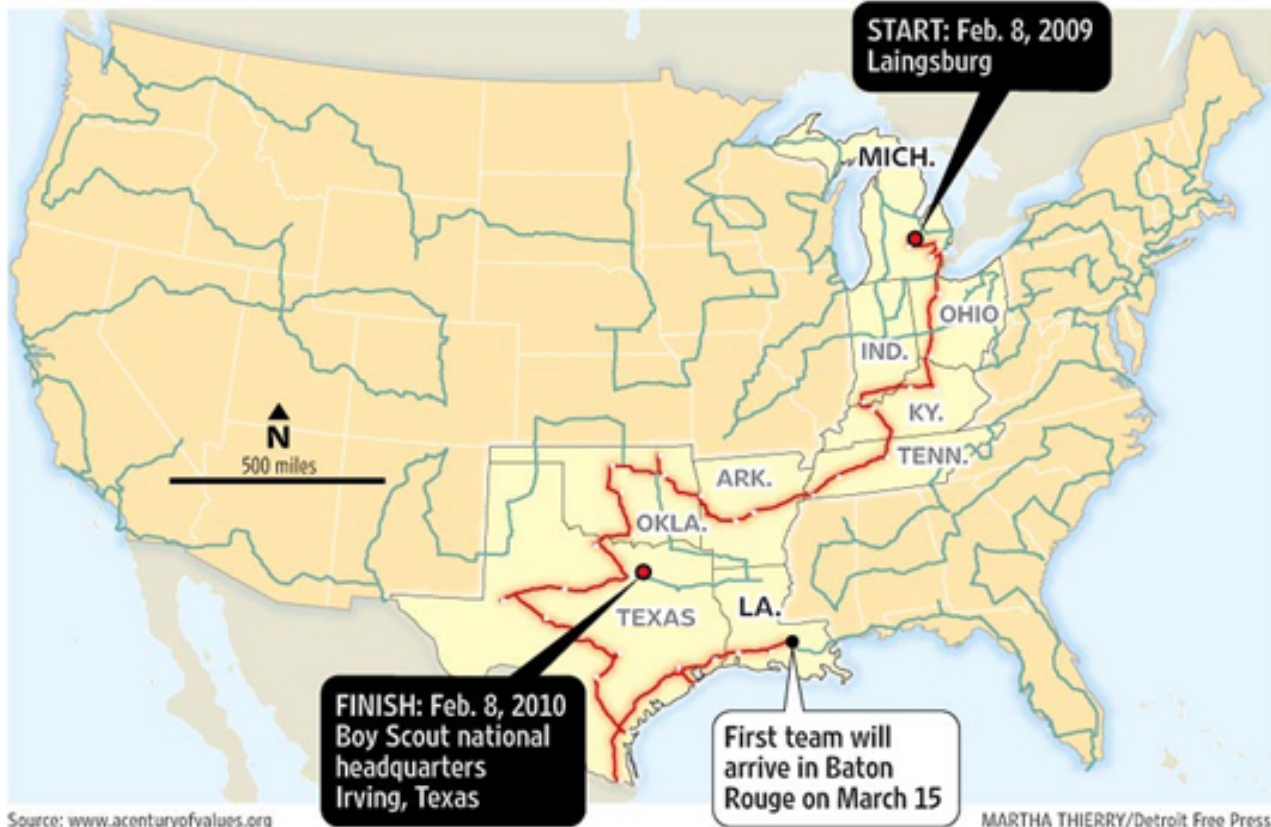 START: Feb. 8, 2009
Laingsburg
MICH.
OHIO
IND.
KY.
TENN.
N
500 miles
ARK.
OKLA.
LA.
TEXAS
FINISH: Feb. 8, 2010
Boy Scout national
headquarters
Irving, Texas
First team will
arrive in Baton
Rouge on March 15
Source: www.acenturyofvalues.org
MARTHA THIERRY/Detroit Free Press